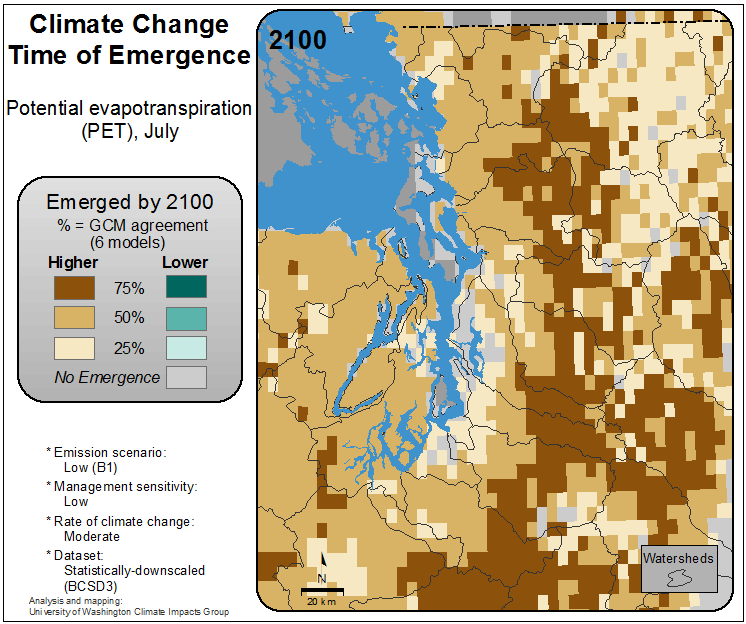 Climate Change
Time of Emergence
Potential evapotranspiration
(PET), July
Emerged by 2100
% = GCM agreement
(6 models)
Higher Lower
75%
50%
25%
No Emergence
* Emission scenario:
Low (B1)
* Management sensitivity:
Low
* Rate of climate change:
Moderate
* Dataset:
Statistically-downscaled
(BCSD3)
Analysis and mapping:
University of Washington Climate Impacts Group
2100
N
20 km
Watersheds